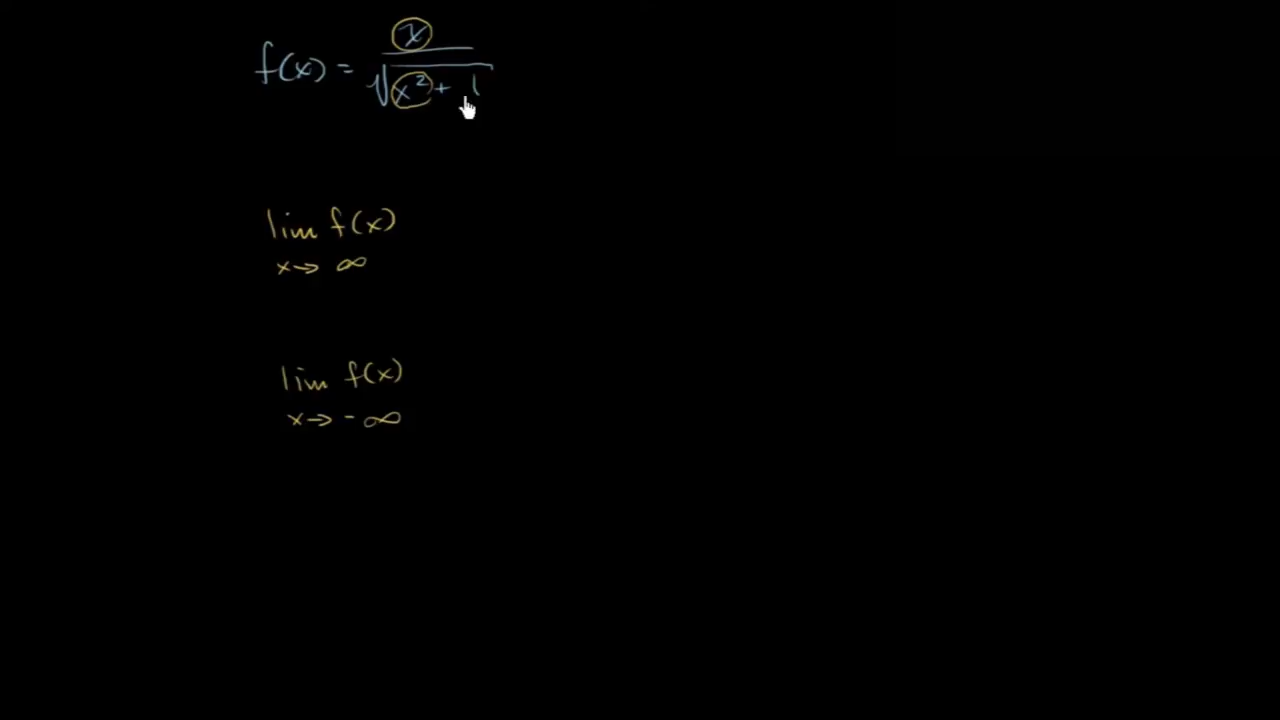 f(x) = x / √(x² + 1)
lim f(x)
x→ ∞
lim f(x)
x→ -∞